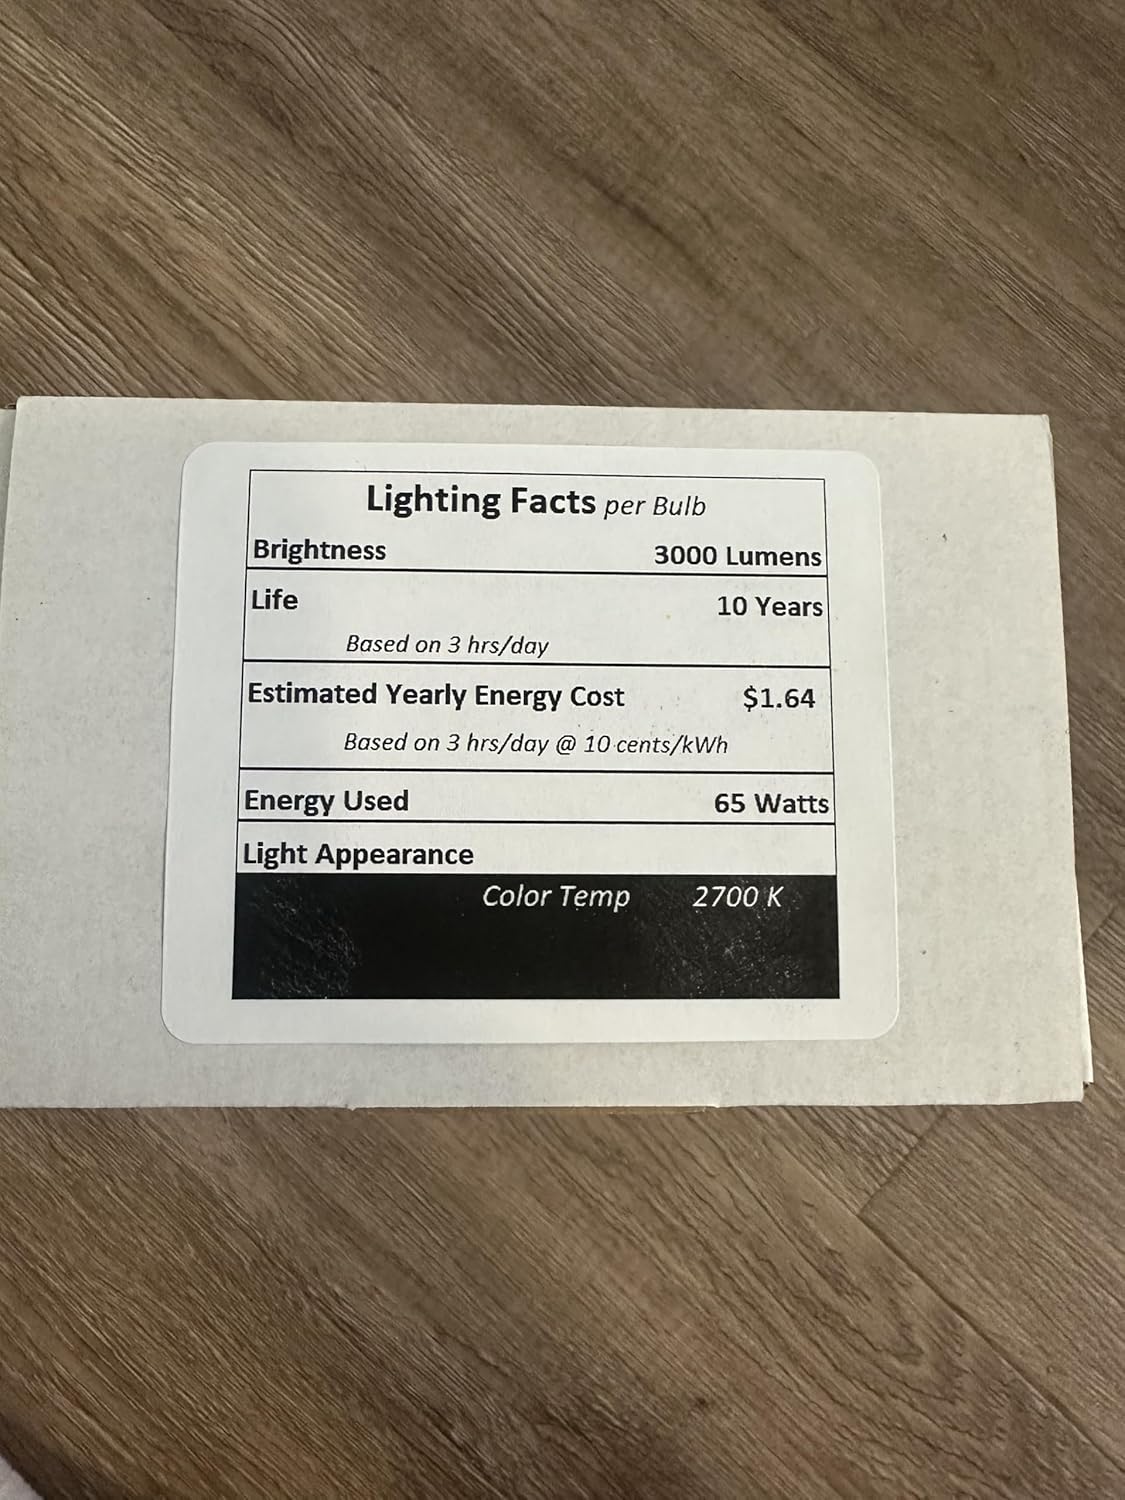 Lighting Facts per Bulb
Brightness 3000 Lumens
Life 10 Years
Based on 3 hrs/day
Estimated Yearly Energy Cost $1.64
Based on 3 hrs/day @ 10 cents/kWh
Energy Used 65 Watts
Light Appearance
Color Temp 2700 K